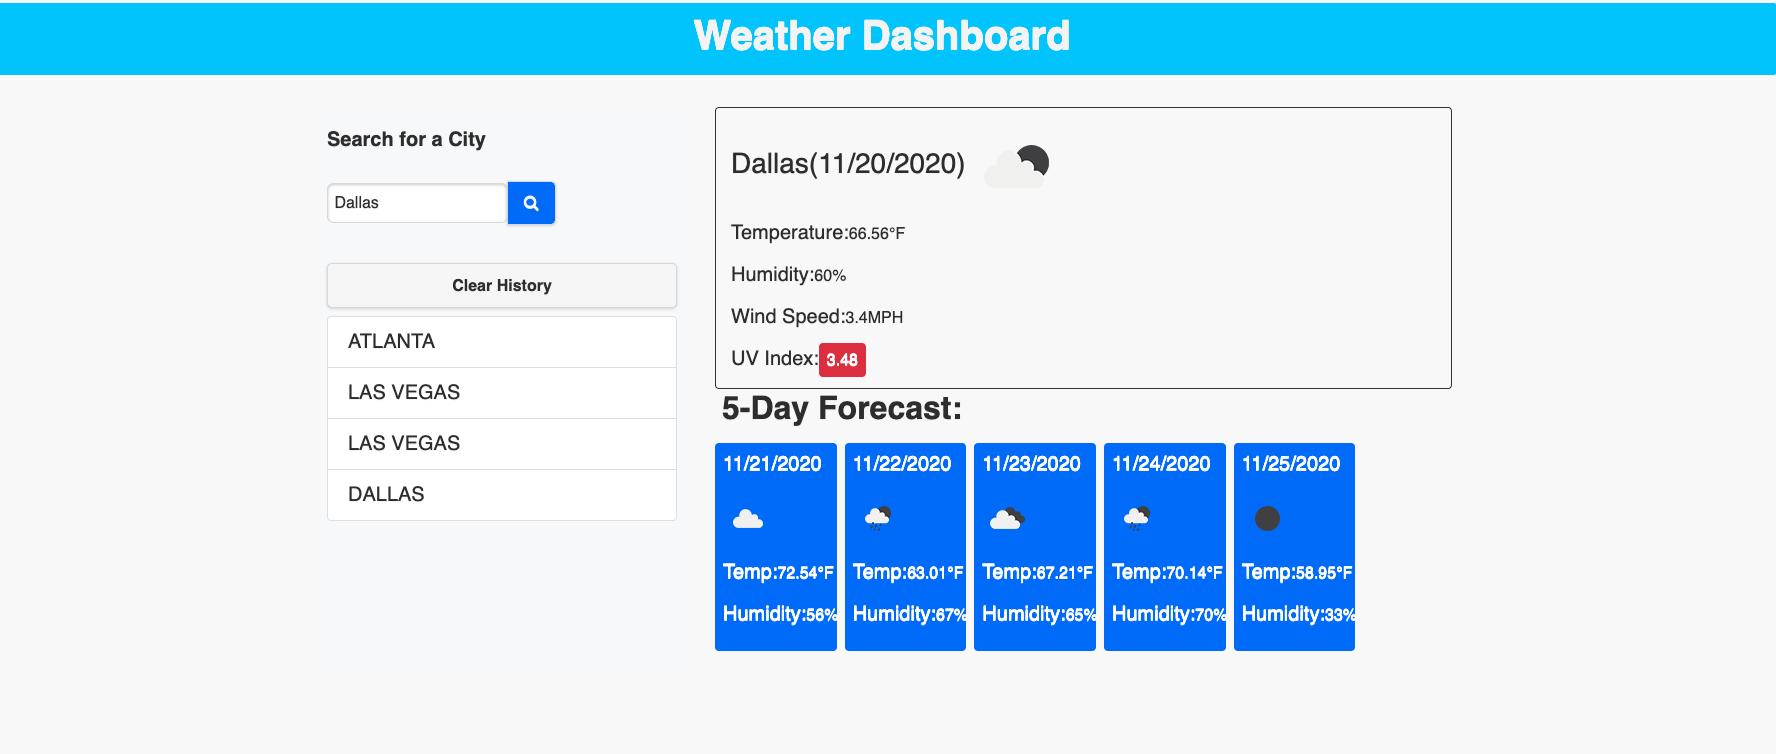 Weather Dashboard
Search for a City
Dallas
Clear History
ATLANTA
LAS VEGAS
LAS VEGAS
DALLAS
Dallas(11/20/2020)
Temperature:66.56°F
Humidity:60%
Wind Speed:3.4MPH
UV Index:3.48
5-Day Forecast:
11/21/2020
Temp:72.54°F
Humidity:56%
11/22/2020
Temp:63.01°F
Humidity:67%
11/23/2020
Temp:67.21°F
Humidity:65%
11/24/2020
Temp:70.14°F
Humidity:70%
11/25/2020
Temp:58.95°F
Humidity:33%